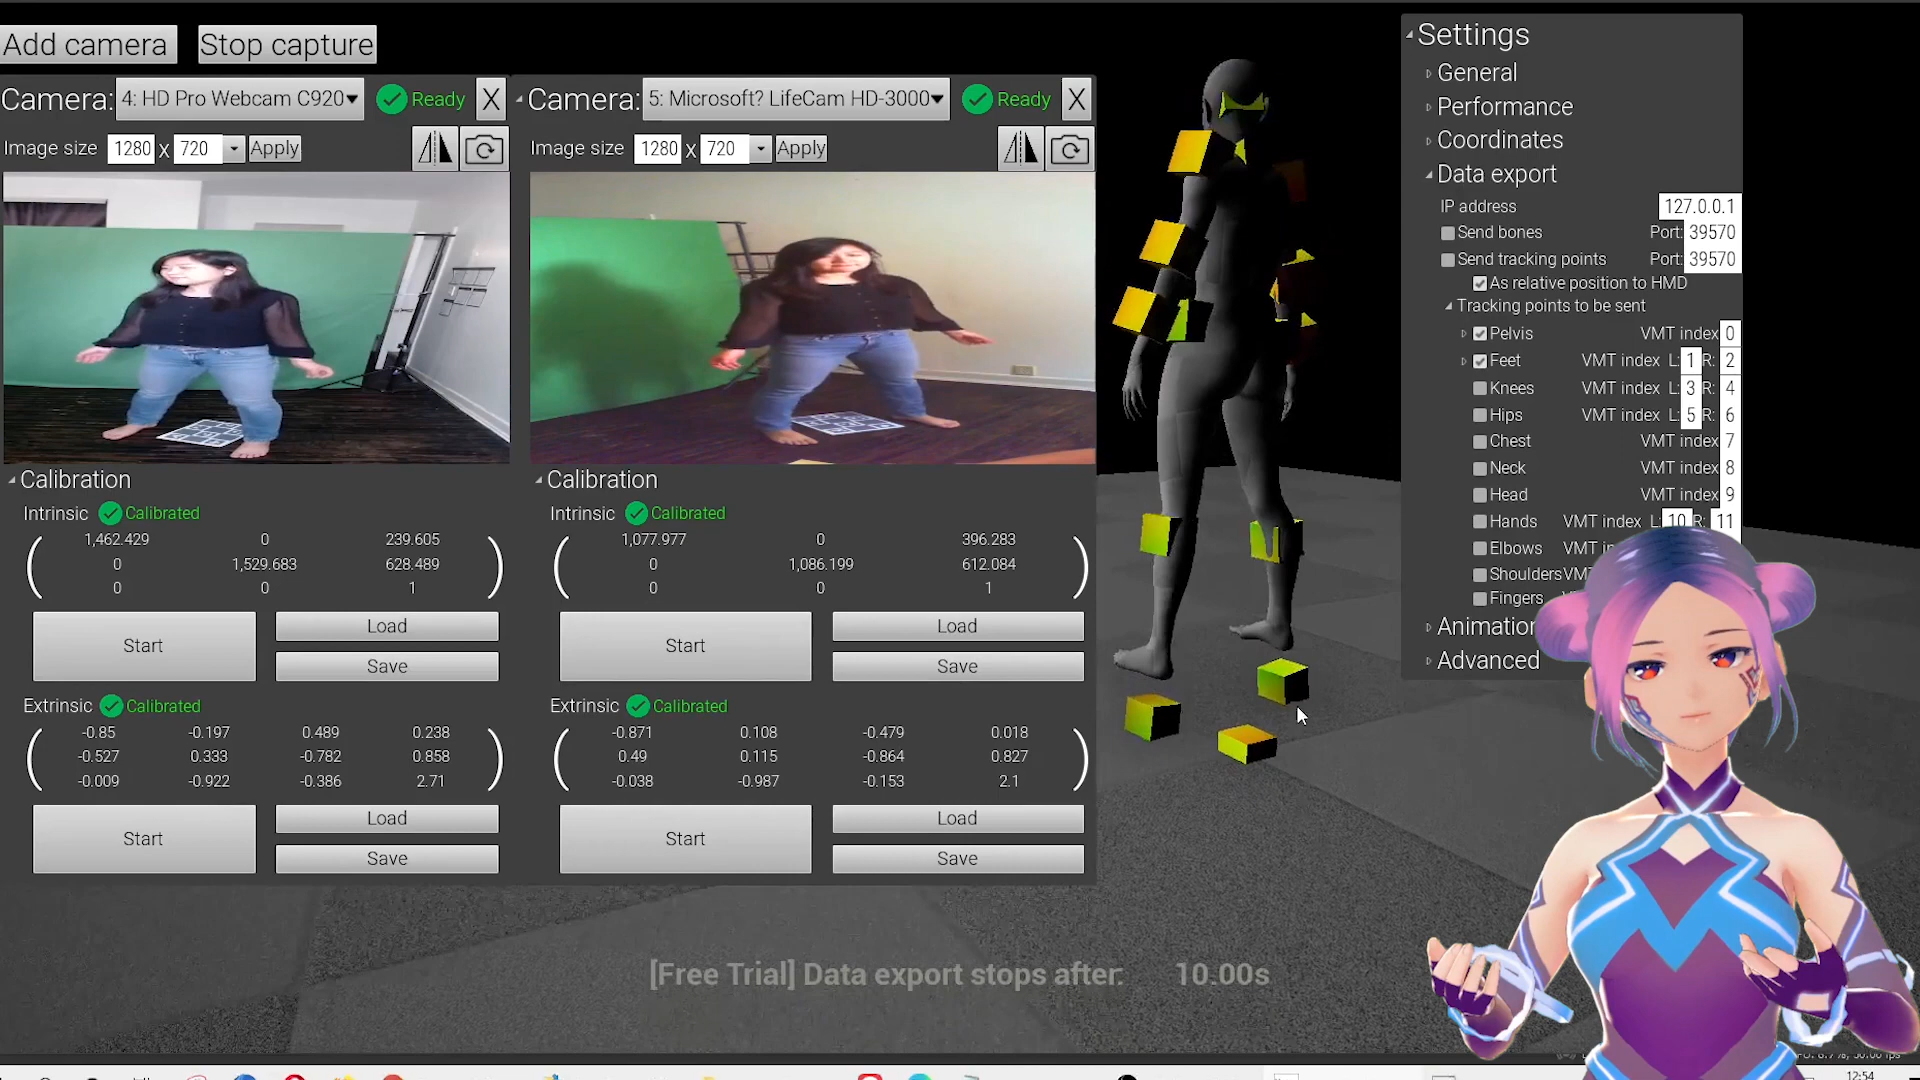 Add camera
Stop capture
Camera: 4: HD Pro Webcam C920 Ready X
Image size 1280 x 720 Apply
Calibration
Intrinsic Calibrated
1,462.429 0 239.605
0 1,529.683 628.489
0 0 1
Start
Load
Save
Extrinsic Calibrated
-0.85 -0.197 0.489 0.238
-0.527 0.333 -0.782 0.858
-0.009 -0.922 -0.386 2.71
Start
Load
Save
Camera: 5: Microsoft? LifeCam HD-3000 Ready X
Image size 1280 x 720 Apply
Calibration
Intrinsic Calibrated
1,077.977 0 396.283
0 1,086.199 612.084
0 0 1
Start
Load
Save
Extrinsic Calibrated
-0.871 0.108 -0.479 0.018
0.49 0.115 -0.864 0.827
-0.038 -0.987 -0.153 2.1
Start
Load
Save
Settings
General
Performance
Coordinates
Data export
IP address 127.0.0.1
Send bones Port: 39570
Send tracking points Port: 39570
As relative position to HMD
Tracking points to be sent
Pelvis VMT index 0
Feet VMT index L: 1 R: 2
Knees VMT index L: 3 R: 4
Hips VMT index L: 5 R: 6
Chest VMT index 7
Neck VMT index 8
Head VMT index 9
Hands VMT index L: 10 R: 11
Elbows VMT
Shoulders VMT
Fingers
Animation
Advanced
[Free Trial] Data export stops after: 10.00s
12:54